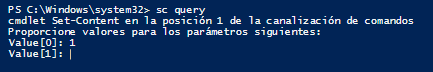 PS C:\Windows\system32> sc query
cmdlet Set-Content en la posición 1 de la canalización de comandos
Proporcione valores para los parámetros siguientes:
Value[0]: 1
Value[1]: